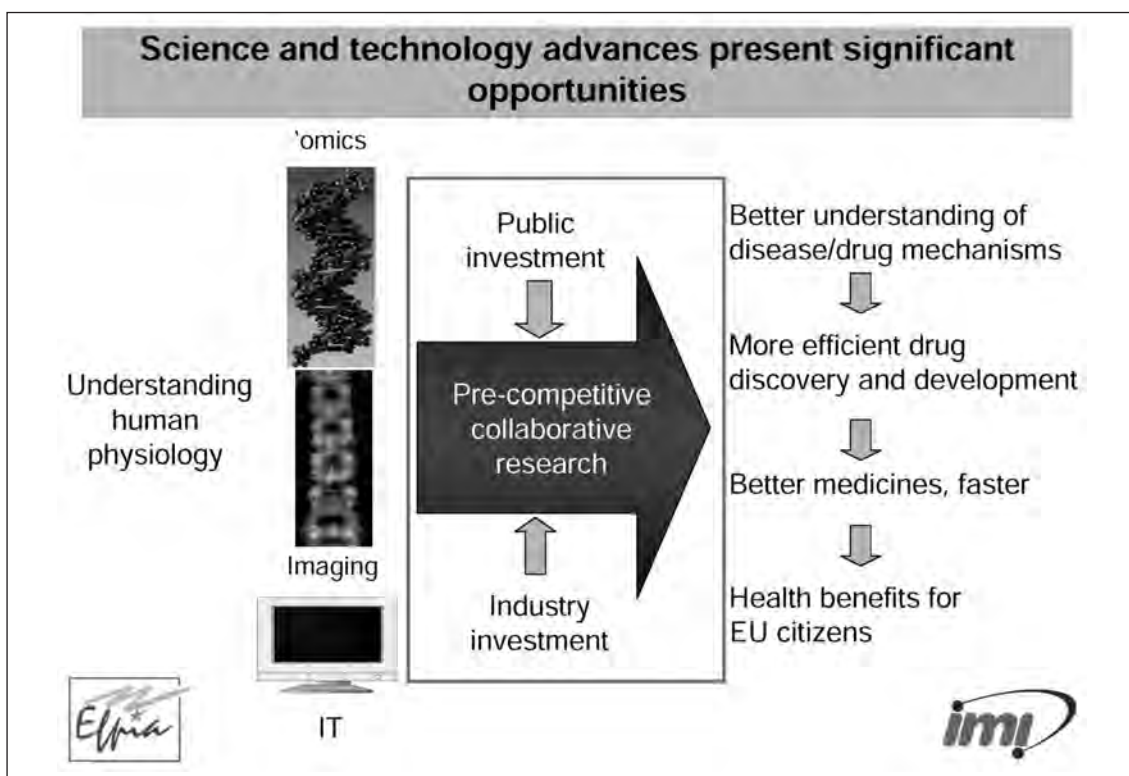 Science and technology advances present significant
opportunities
'omics
Understanding
human
physiology
Imaging
IT
Public
investment
Pre-competitive
collaborative
research
Industry
investment
Better understanding of
disease/drug mechanisms
More efficient drug
discovery and development
Better medicines, faster
Health benefits for
EU citizens
Efpia
imi